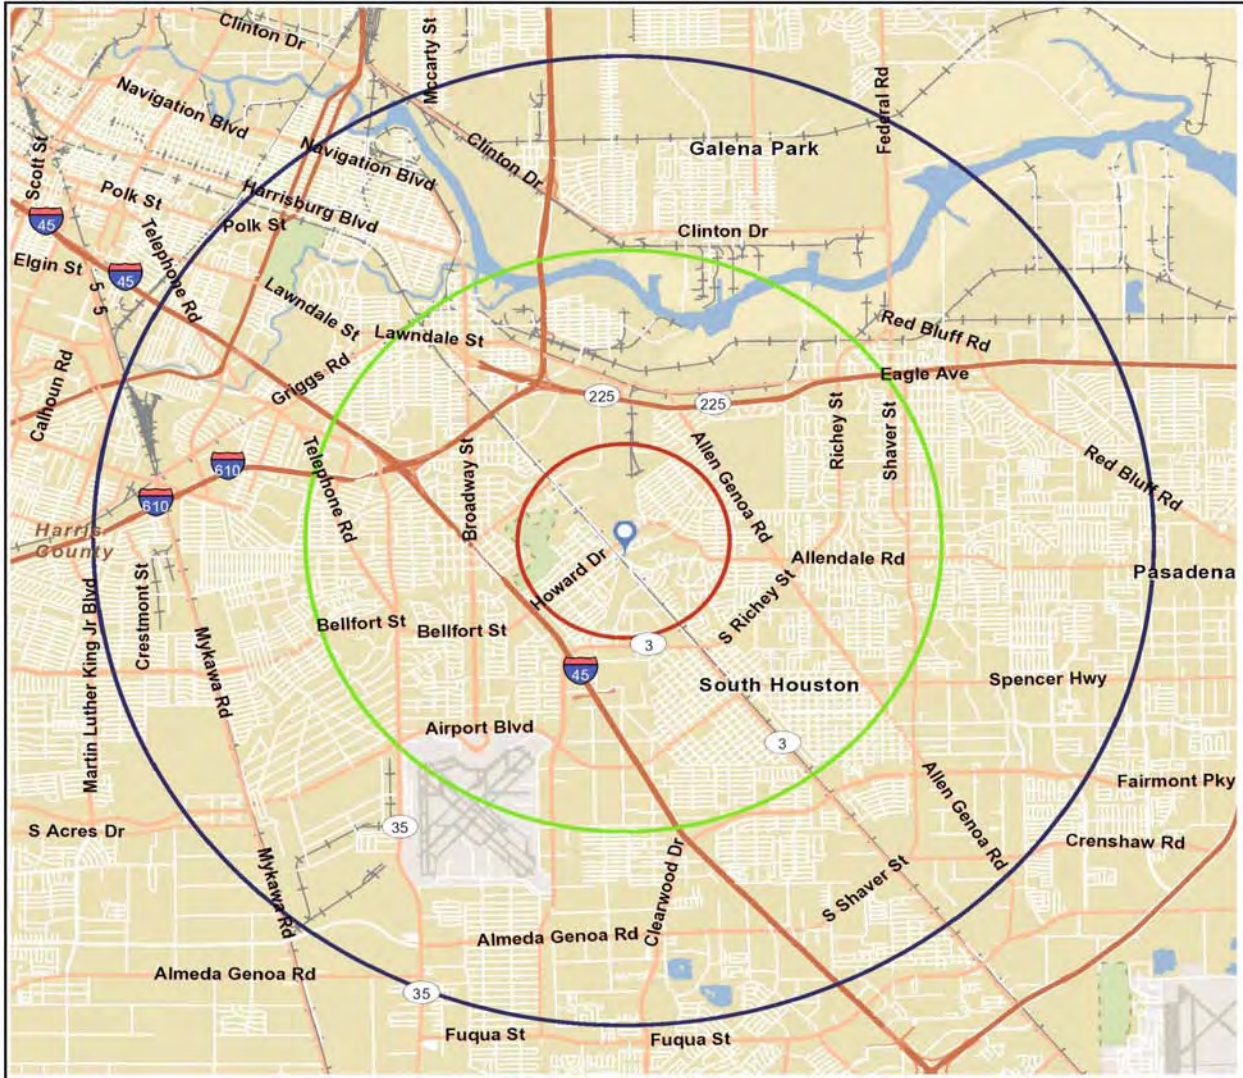 Clinton Dr
Mccarty St
Federal Rd
Navigation Blvd
Navigation Blvd
Clinton Dr
Galena Park
Scott St
Polk St
Harrisburg Blvd
Polk St
45
Telephone Rd
Clinton Dr
Elgin St
45
5 5
Lawndale St
Lawndale St
Red Bluff Rd
Calhoun Rd
Griggs Rd
Eagle Ave
225
225
Richey St
Shaver St
Allen Genoa Rd
Red Bluff Rd
Telephone Rd
Broadway St
610
610
Harris
County
Howard Dr
Allendale Rd
Pasadena
Martin Luther King Jr Blvd
Crestmont St
Mykawa Rd
Bellfort St
Bellfort St
S Richey St
3
45
South Houston
Spencer Hwy
Airport Blvd
3
Fairmont Pky
Allen Genoa Rd
S Acres Dr
35
Crenshaw Rd
Mykawa Rd
Clearwood Dr
S Shaver St
Almeda Genoa Rd
Almeda Genoa Rd
35
Fuqua St
Fuqua St